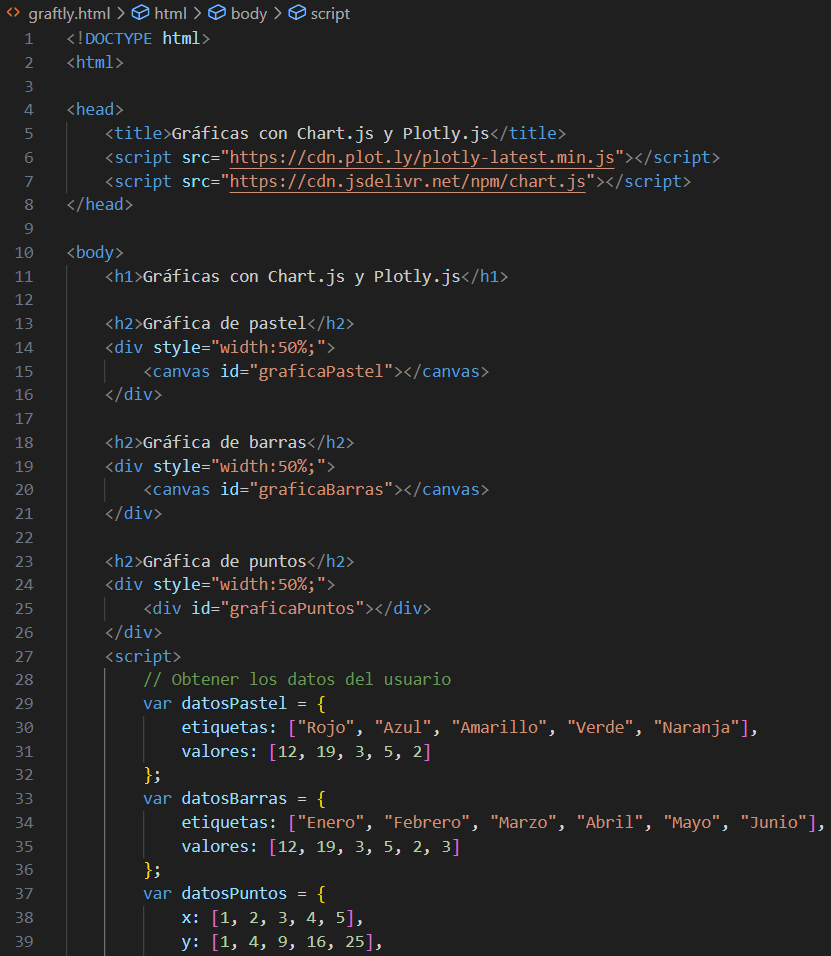 graftly.html > html > body > script
1 <!DOCTYPE html>
2 <html>
3
4 <head>
5     <title>Gráficas con Chart.js y Plotly.js</title>
6     <script src="https://cdn.plot.ly/plotly-latest.min.js"></script>
7     <script src="https://cdn.jsdelivr.net/npm/chart.js"></script>
8 </head>
9
10 <body>
11     <h1>Gráficas con Chart.js y Plotly.js</h1>
12
13     <h2>Gráfica de pastel</h2>
14     <div style="width:50%;">
15         <canvas id="graficaPastel"></canvas>
16     </div>
17
18     <h2>Gráfica de barras</h2>
19     <div style="width:50%;">
20         <canvas id="graficaBarras"></canvas>
21     </div>
22
23     <h2>Gráfica de puntos</h2>
24     <div style="width:50%;">
25         <div id="graficaPuntos"></div>
26     </div>
27     <script>
28         // Obtener los datos del usuario
29         var datosPastel = {
30             etiquetas: ["Rojo", "Azul", "Amarillo", "Verde", "Naranja"],
31             valores: [12, 19, 3, 5, 2]
32         };
33         var datosBarras = {
34             etiquetas: ["Enero", "Febrero", "Marzo", "Abril", "Mayo", "Junio"],
35             valores: [12, 19, 3, 5, 2, 3]
36         };
37         var datosPuntos = {
38             x: [1, 2, 3, 4, 5],
39             y: [1, 4, 9, 16, 25],